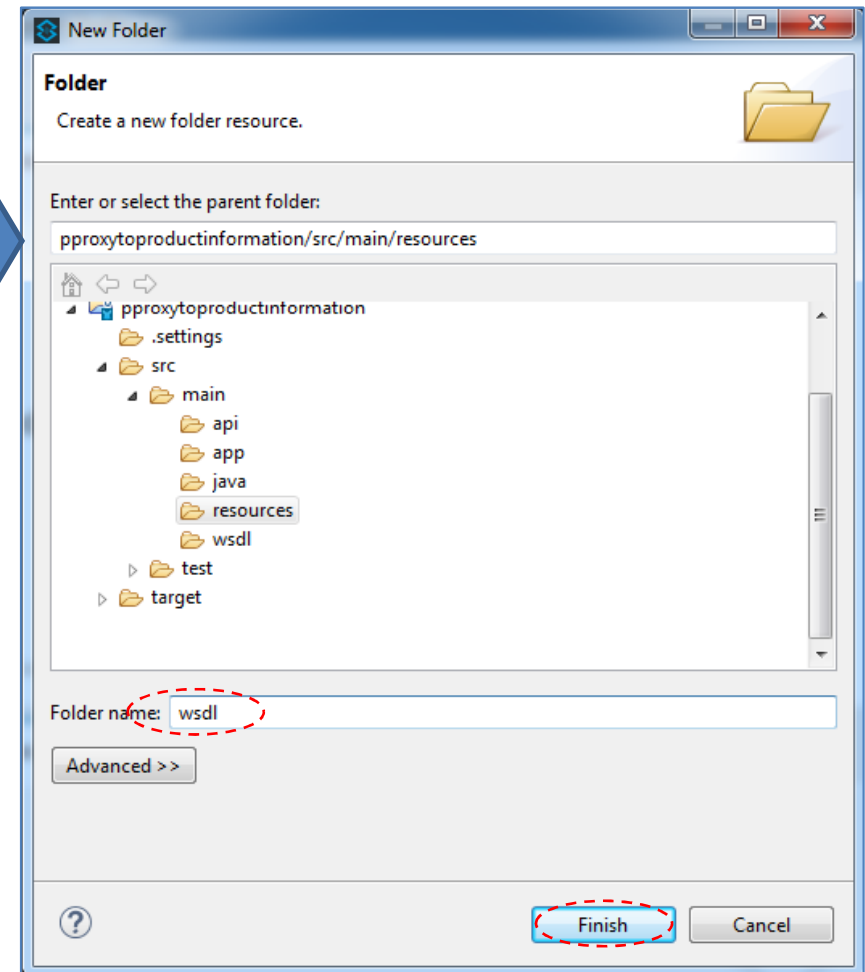 New Folder
Folder
Create a new folder resource.
Enter or select the parent folder:
pproxytoproductinformation/src/main/resources
pproxytoproductinformation
.settings
src
main
api
app
java
resources
wsdl
test
target
Folder name: wsdl
Advanced >>
Finish Cancel